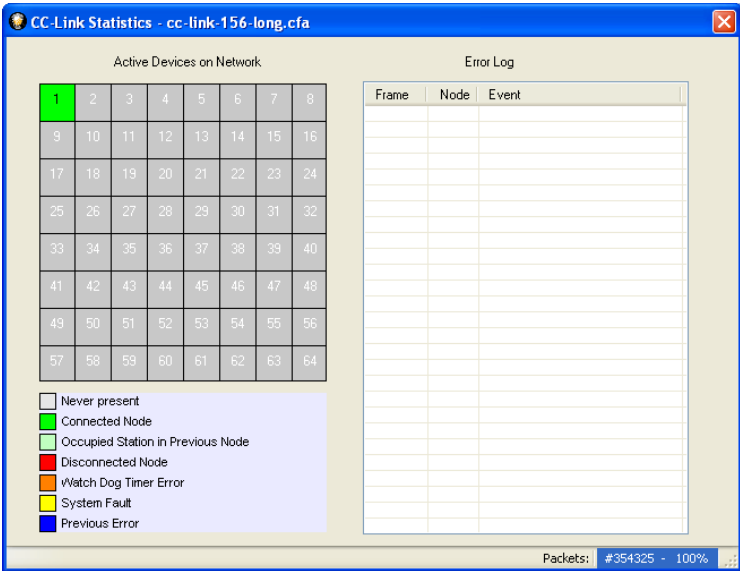 CC-Link Statistics - cc-link-156-long.cfa
Active Devices on Network
1 2 3 4 5 6 7 8
9 10 11 12 13 14 15 16
17 18 19 20 21 22 23 24
25 26 27 28 29 30 31 32
33 34 35 36 37 38 39 40
41 42 43 44 45 46 47 48
49 50 51 52 53 54 55 56
57 58 59 60 61 62 63 64
Never present
Connected Node
Occupied Station in Previous Node
Disconnected Node
Watch Dog Timer Error
System Fault
Previous Error
Error Log
Frame Node Event
Packets: #354325 - 100%